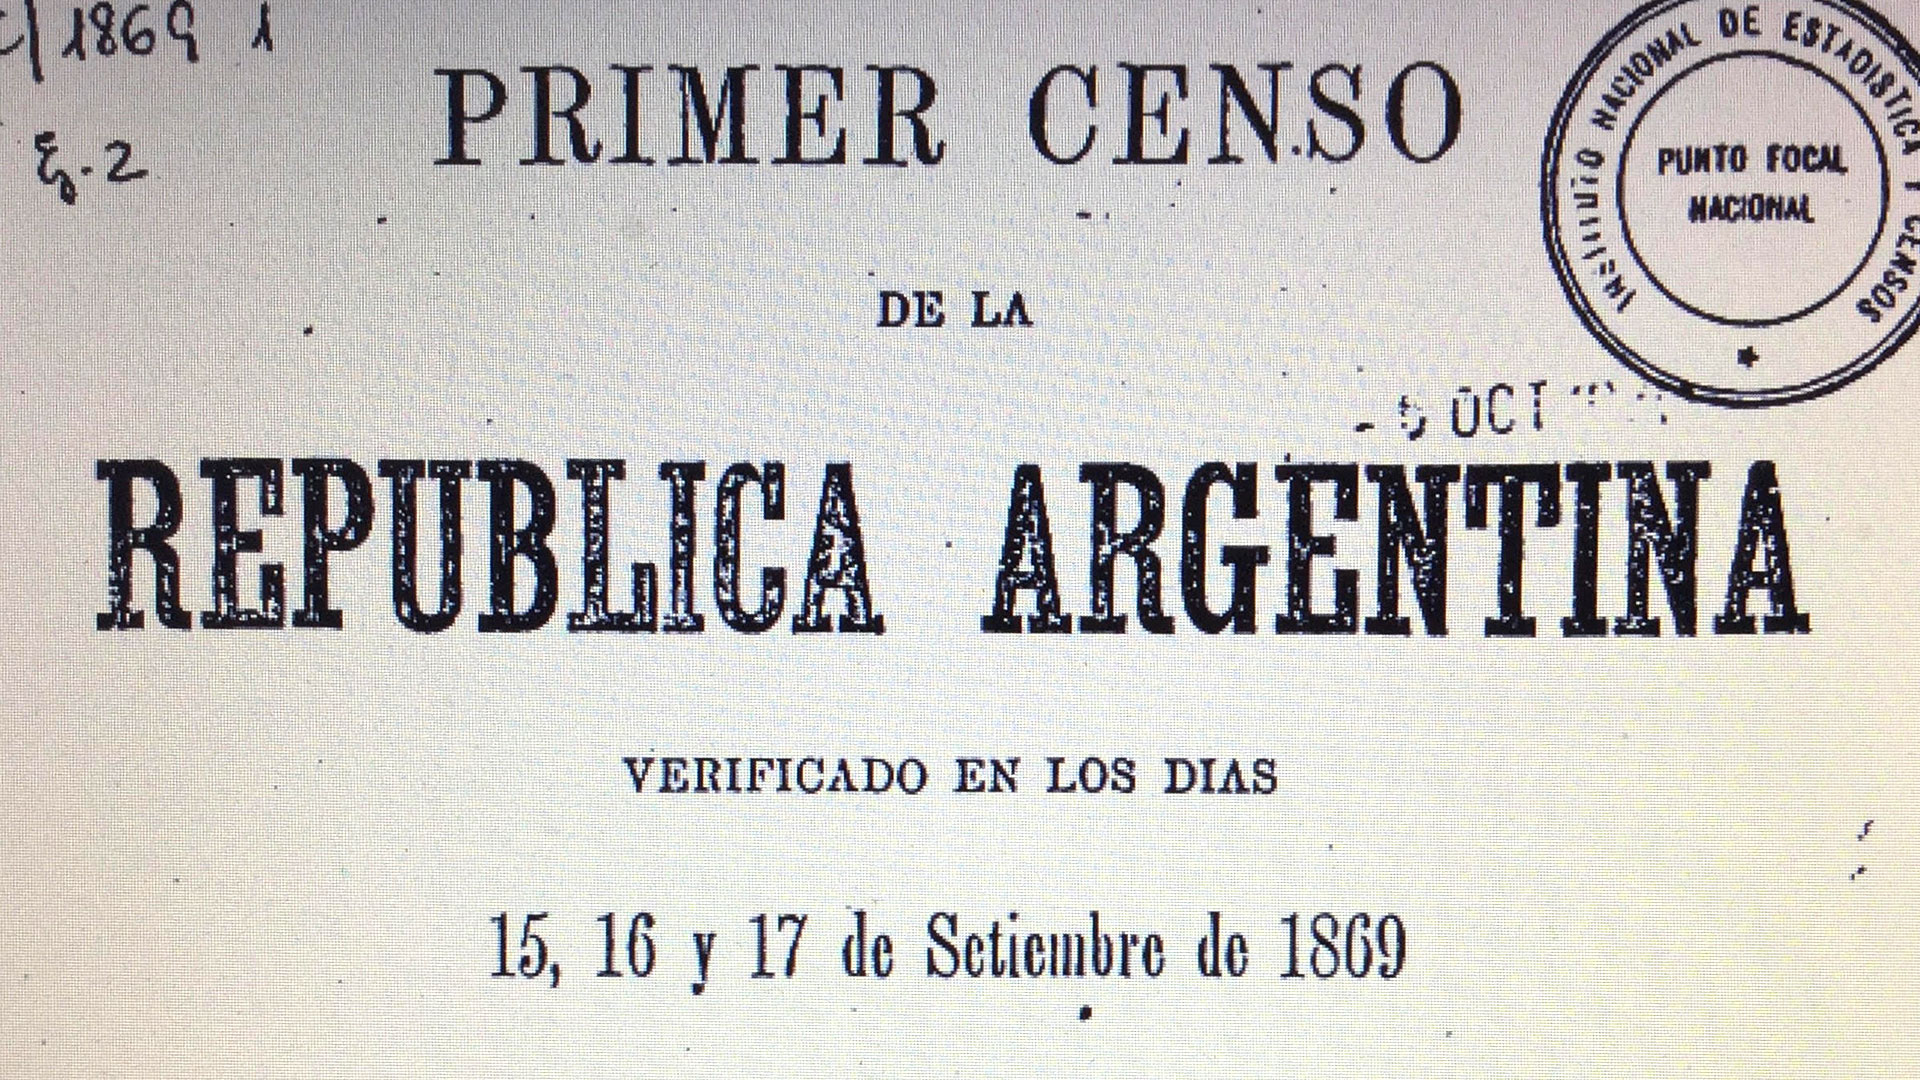 1869 1
PRIMER CENSO
INSTITUTO NACIONAL DE ESTADISTICA Y CENSOS
PUNTO FOCAL
NACIONAL
DE LA
OCT
REPUBLICA ARGENTINA
VERIFICADO EN LOS DIAS
15, 16 y 17 de Setiembre de 1869